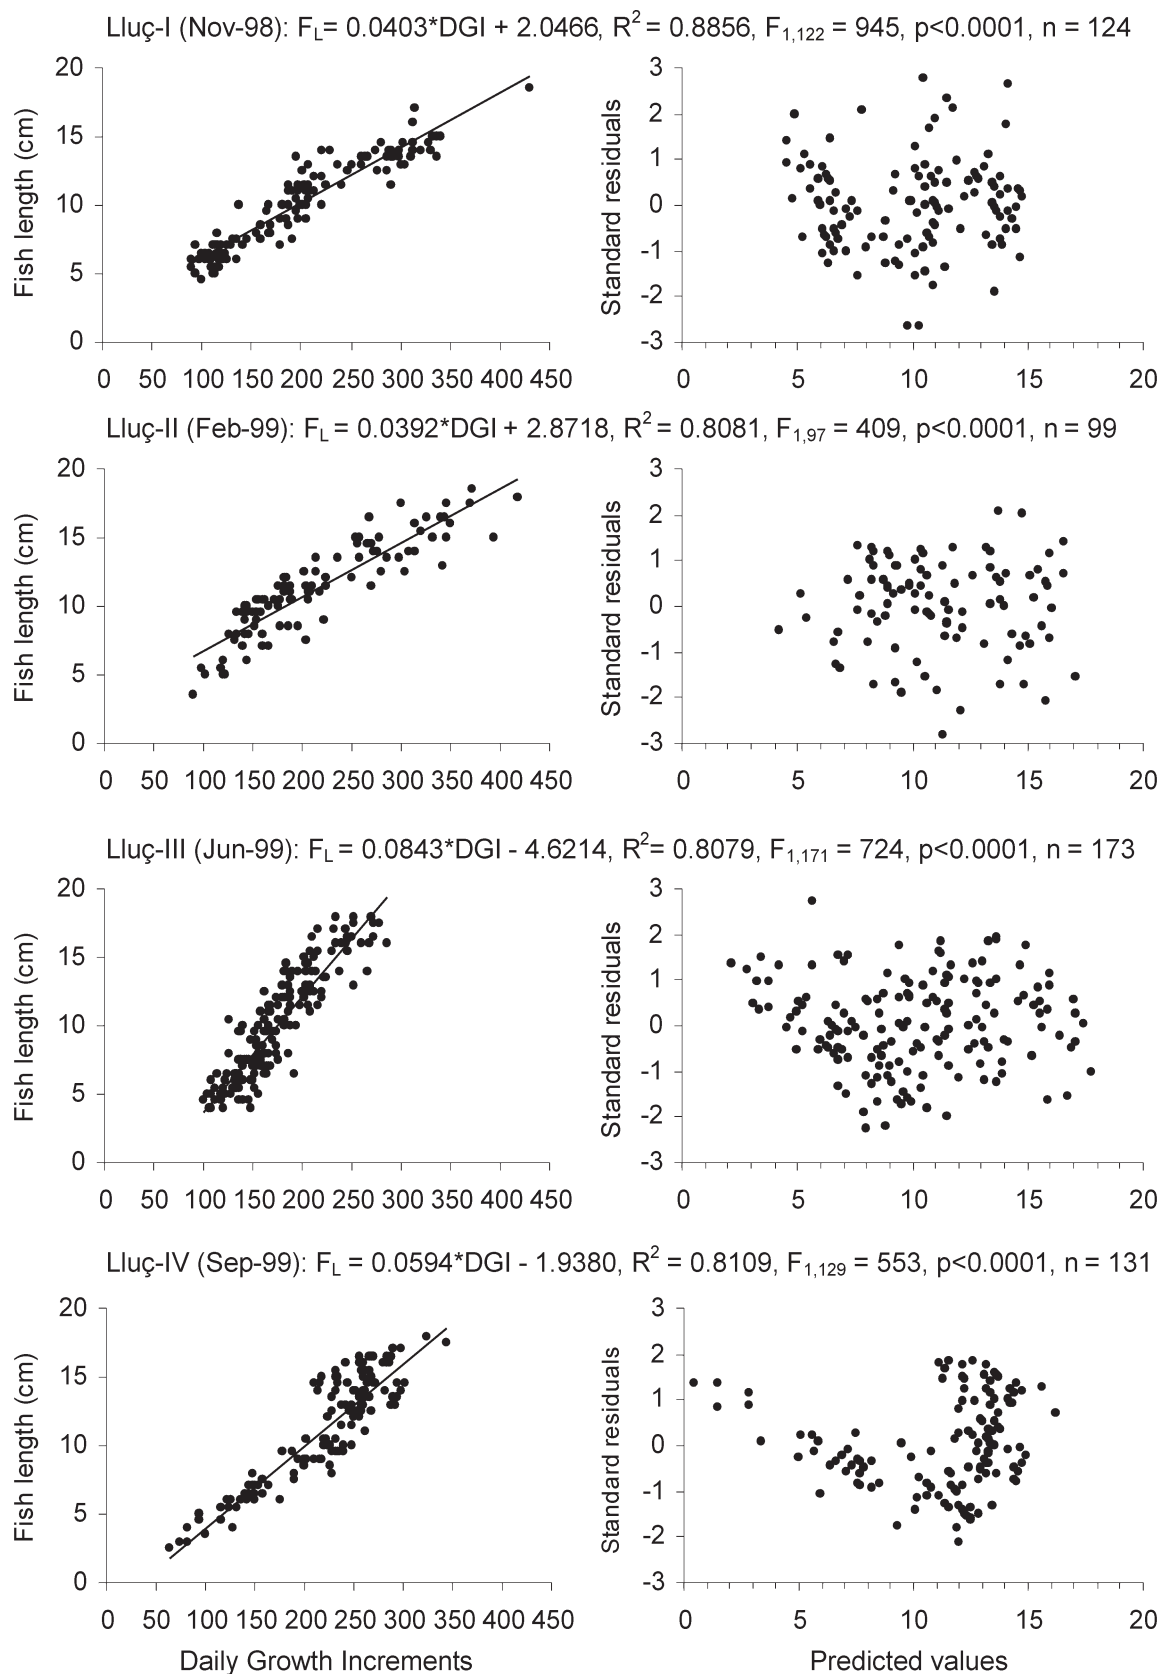 Lluç-I (Nov-98): F_L= 0.0403*DGI + 2.0466, R² = 0.8856, F_1,122 = 945, p<0.0001, n = 124
Fish length (cm)
20
15
10
5
0
0 50 100 150 200 250 300 350 400 450
Standard residuals
3
2
1
0
-1
-2
-3
0 5 10 15 20
Lluç-II (Feb-99): F_L = 0.0392*DGI + 2.8718, R² = 0.8081, F_1,97 = 409, p<0.0001, n = 99
Fish length (cm)
20
15
10
5
0
0 50 100 150 200 250 300 350 400 450
Standard residuals
3
2
1
0
-1
-2
-3
0 5 10 15 20
Lluç-III (Jun-99): F_L = 0.0843*DGI - 4.6214, R²= 0.8079, F_1,171 = 724, p<0.0001, n = 173
Fish length (cm)
20
15
10
5
0
0 50 100 150 200 250 300 350 400 450
Standard residuals
3
2
1
0
-1
-2
-3
0 5 10 15 20
Lluç-IV (Sep-99): F_L = 0.0594*DGI - 1.9380, R² = 0.8109, F_1,129 = 553, p<0.0001, n = 131
Fish length (cm)
20
15
10
5
0
0 50 100 150 200 250 300 350 400 450
Daily Growth Increments
Standard residuals
3
2
1
0
-1
-2
-3
0 5 10 15 20
Predicted values